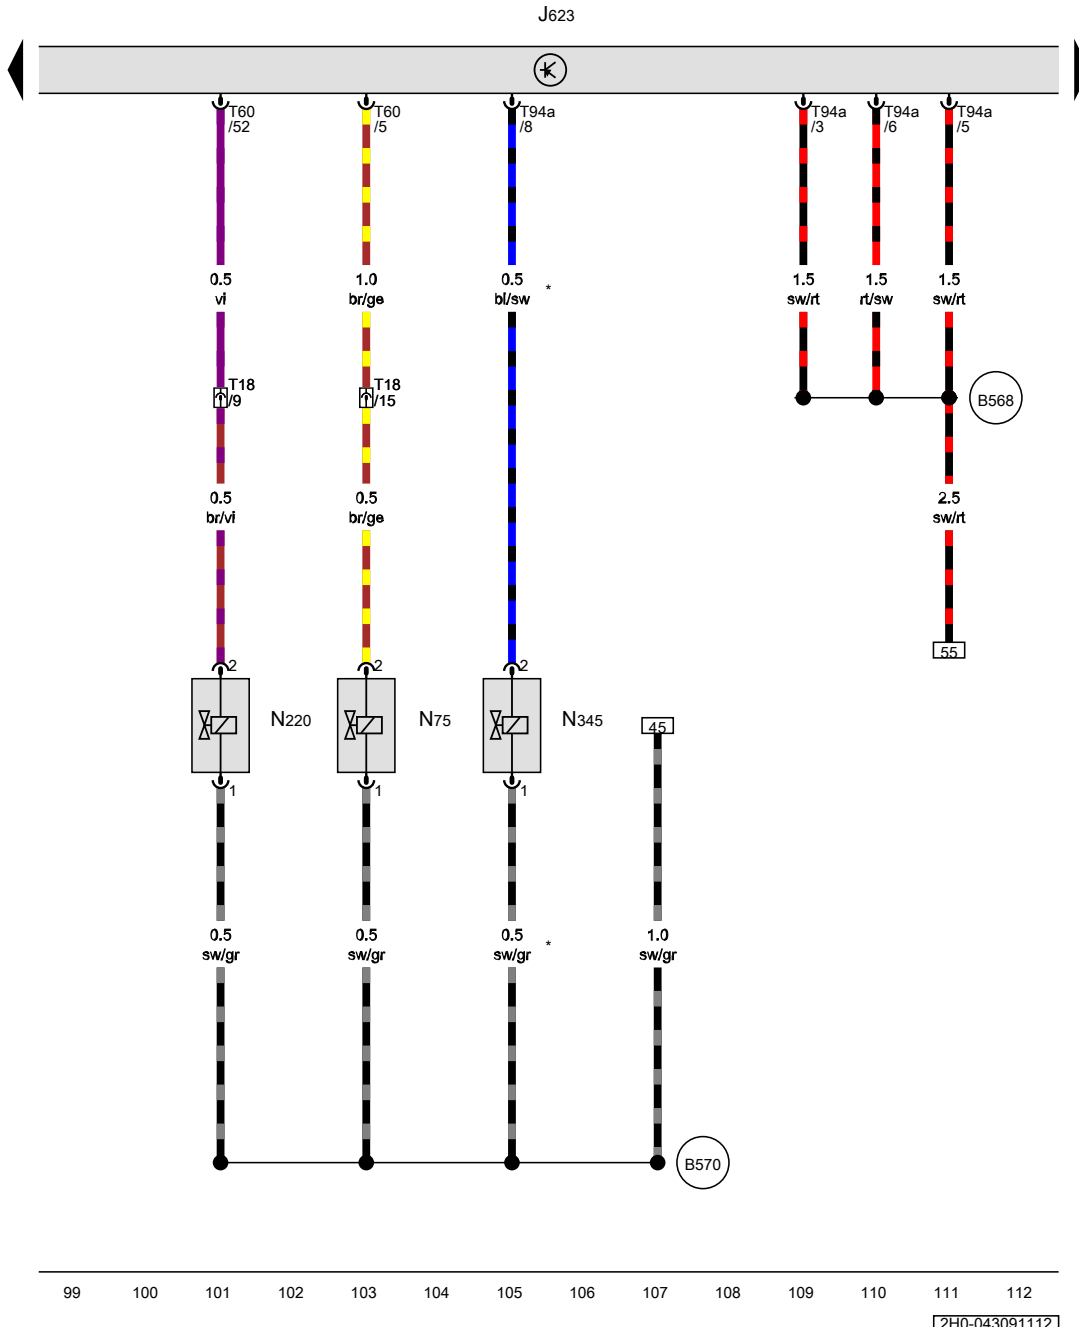 J623
T60
/52
T60
/5
T94a
/8
T94a
/3
T94a
/6
T94a
/5
0.5
vi
1.0
br/ge
0.5
bl/sw
*
1.5
sw/rt
1.5
rt/sw
1.5
sw/rt
T18
/9
T18
/15
B568
0.5
br/vi
0.5
br/ge
2.5
sw/rt
55
2
2
2
N220
N75
N345
45
1
1
1
0.5
sw/gr
0.5
sw/gr
0.5
sw/gr
*
1.0
sw/gr
B570
99 100 101 102 103 104 105 106 107 108 109 110 111 112
2H0-043091112